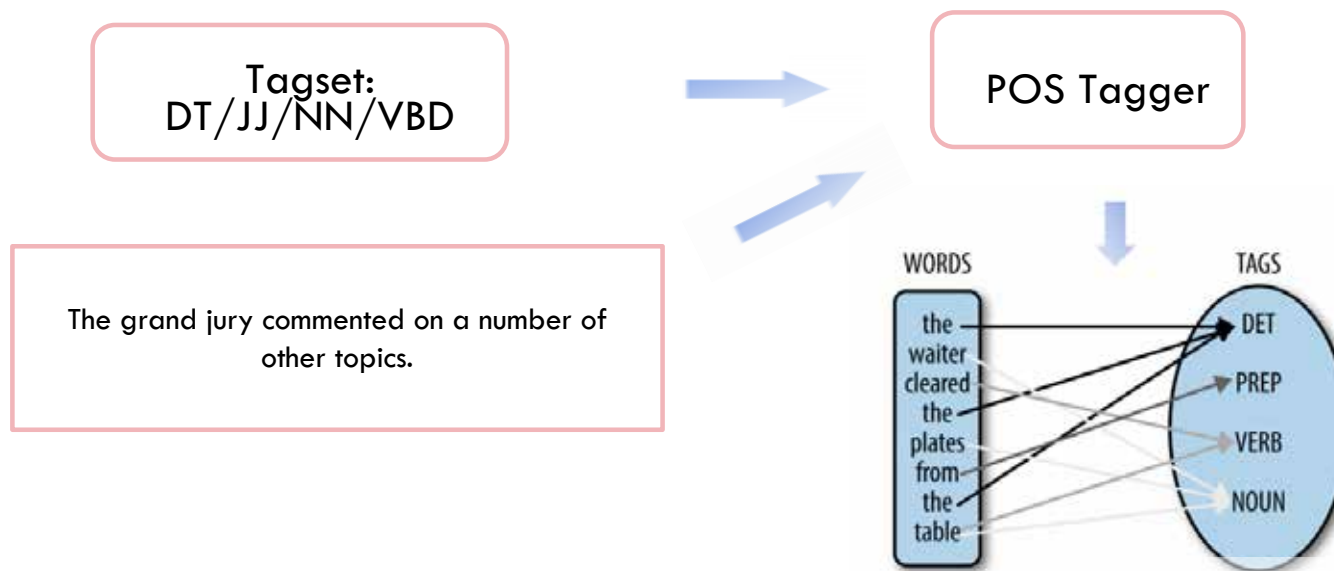 Tagset:
DT/JJ/NN/VBD
POS Tagger
The grand jury commented on a number of
other topics.
WORDS
the
waiter
cleared
the
plates
from
the
table
TAGS
DET
PREP
VERB
NOUN